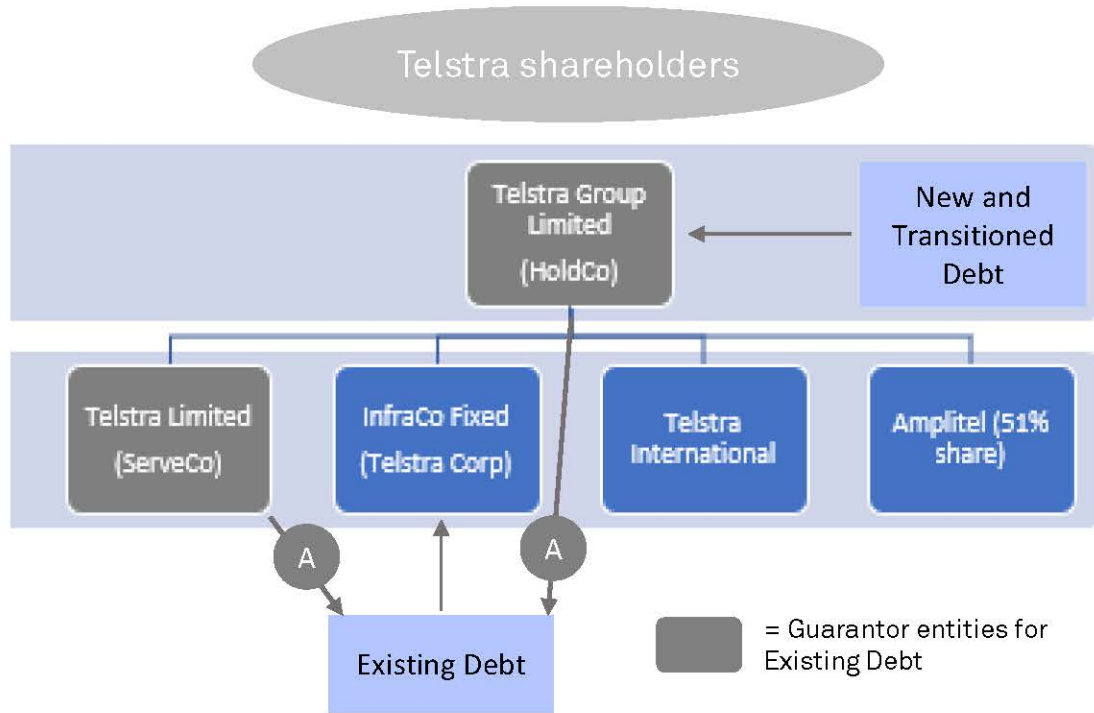 Telstra shareholders
Telstra Group
Limited
(HoldCo)
New and
Transitioned
Debt
Telstra Limited
(ServeCo)
InfraCo Fixed
(Telstra Corp)
Telstra
International
Amplitel (51%
share)
A
A
Existing Debt
= Guarantor entities for
Existing Debt